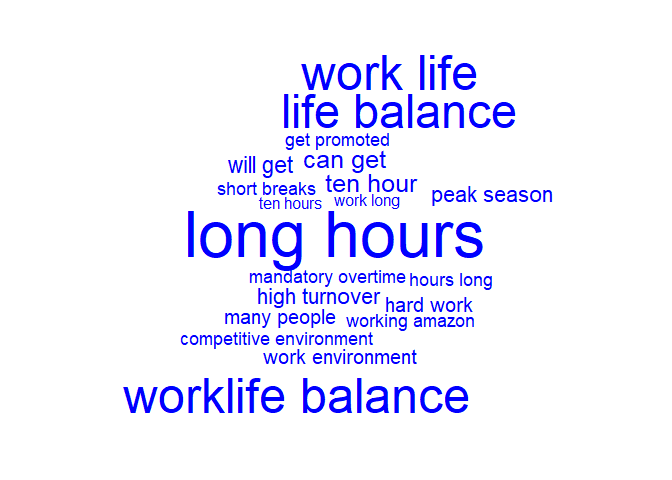 work life
life balance
get promoted
will get
can get
short breaks
ten hour
peak season
ten hours
work long
long hours
mandatory overtime
hours long
high turnover
hard work
many people
working amazon
competitive environment
work environment
worklife balance